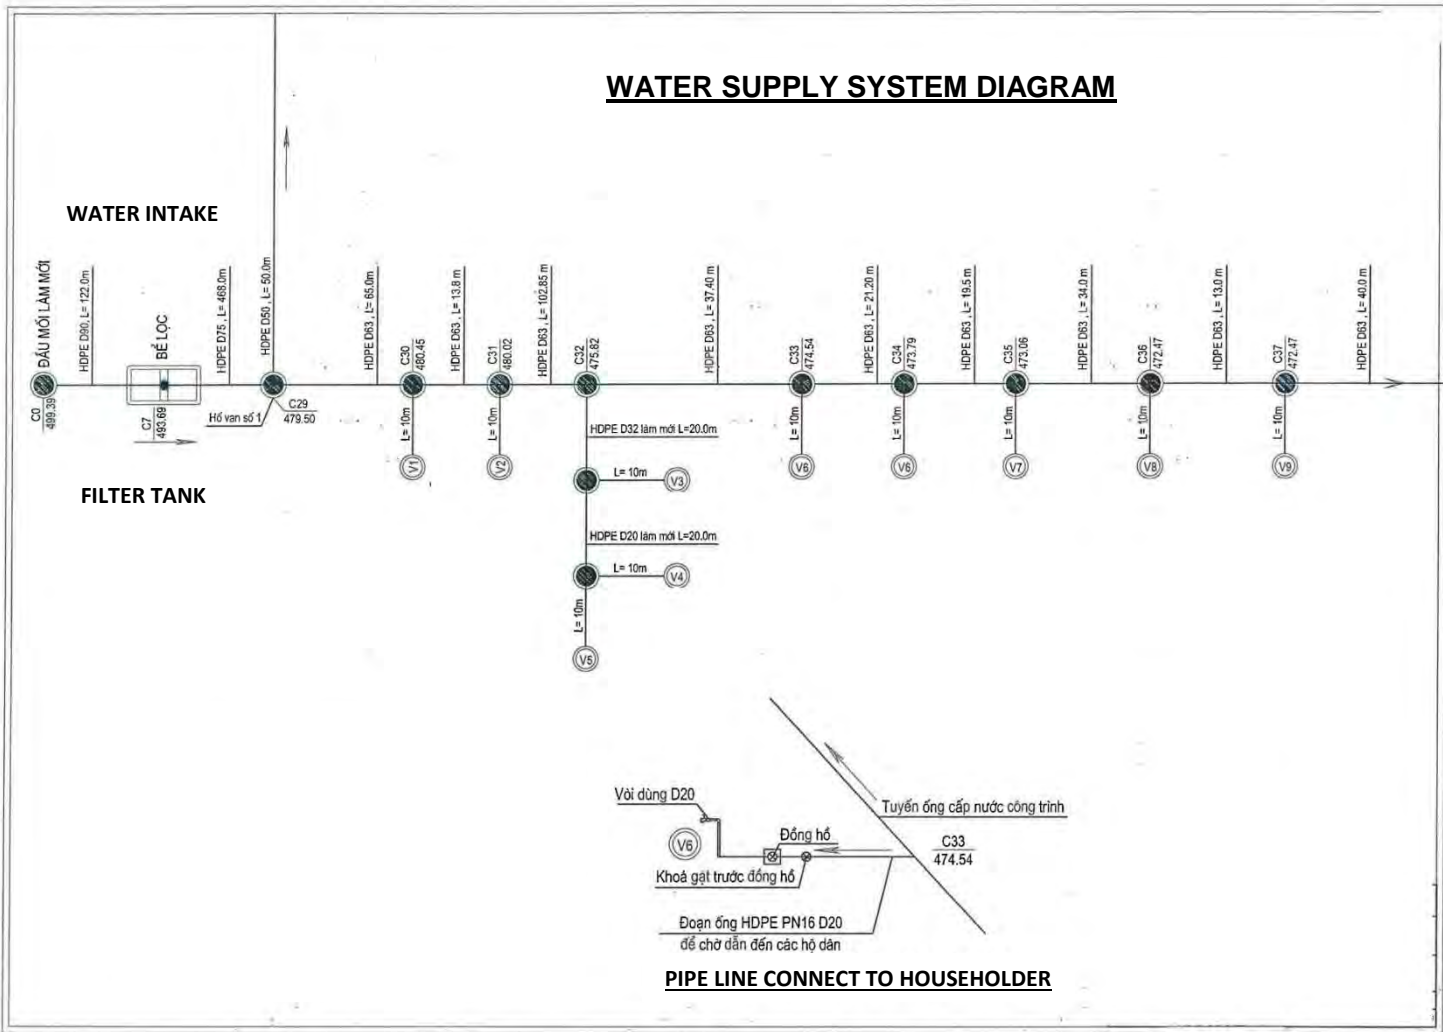 WATER SUPPLY SYSTEM DIAGRAM
WATER INTAKE
ĐẦU MỐI LÀM MỚI
C0
499.39
HDPE D90, L= 122.0m
BỂ LỌC
C7
493.69
HDPE D75 , L= 468.0m
HDPE D50 , L= 50.0m
Hố van số 1
C29
479.50
HDPE D63 , L= 65.0m
C30
480.45
HDPE D63 , L= 13.8 m
C31
480.02
HDPE D63 , L= 102.85 m
C32
475.82
HDPE D63 , L= 37.40 m
C33
474.54
HDPE D63 , L= 21.20 m
C34
473.79
HDPE D63 , L= 19.5 m
C35
473.06
HDPE D63 , L= 34.0 m
C36
472.47
HDPE D63 , L= 13.0 m
C37
472.47
HDPE D63 , L= 40.0 m
FILTER TANK
L= 10m
V1
L= 10m
V2
HDPE D32 làm mới L=20.0m
L= 10m
V3
HDPE D20 làm mới L=20.0m
L= 10m
V4
L= 10m
V5
L= 10m
V6
L= 10m
V6
L= 10m
V7
L= 10m
V8
L= 10m
V9
Vòi dùng D20
V6
Đồng hồ
Khoá gạt trước đồng hồ
Tuyến ống cấp nước công trình
C33
474.54
Đoạn ống HDPE PN16 D20
để chờ dẫn đến các hộ dân
PIPE LINE CONNECT TO HOUSEHOLDER